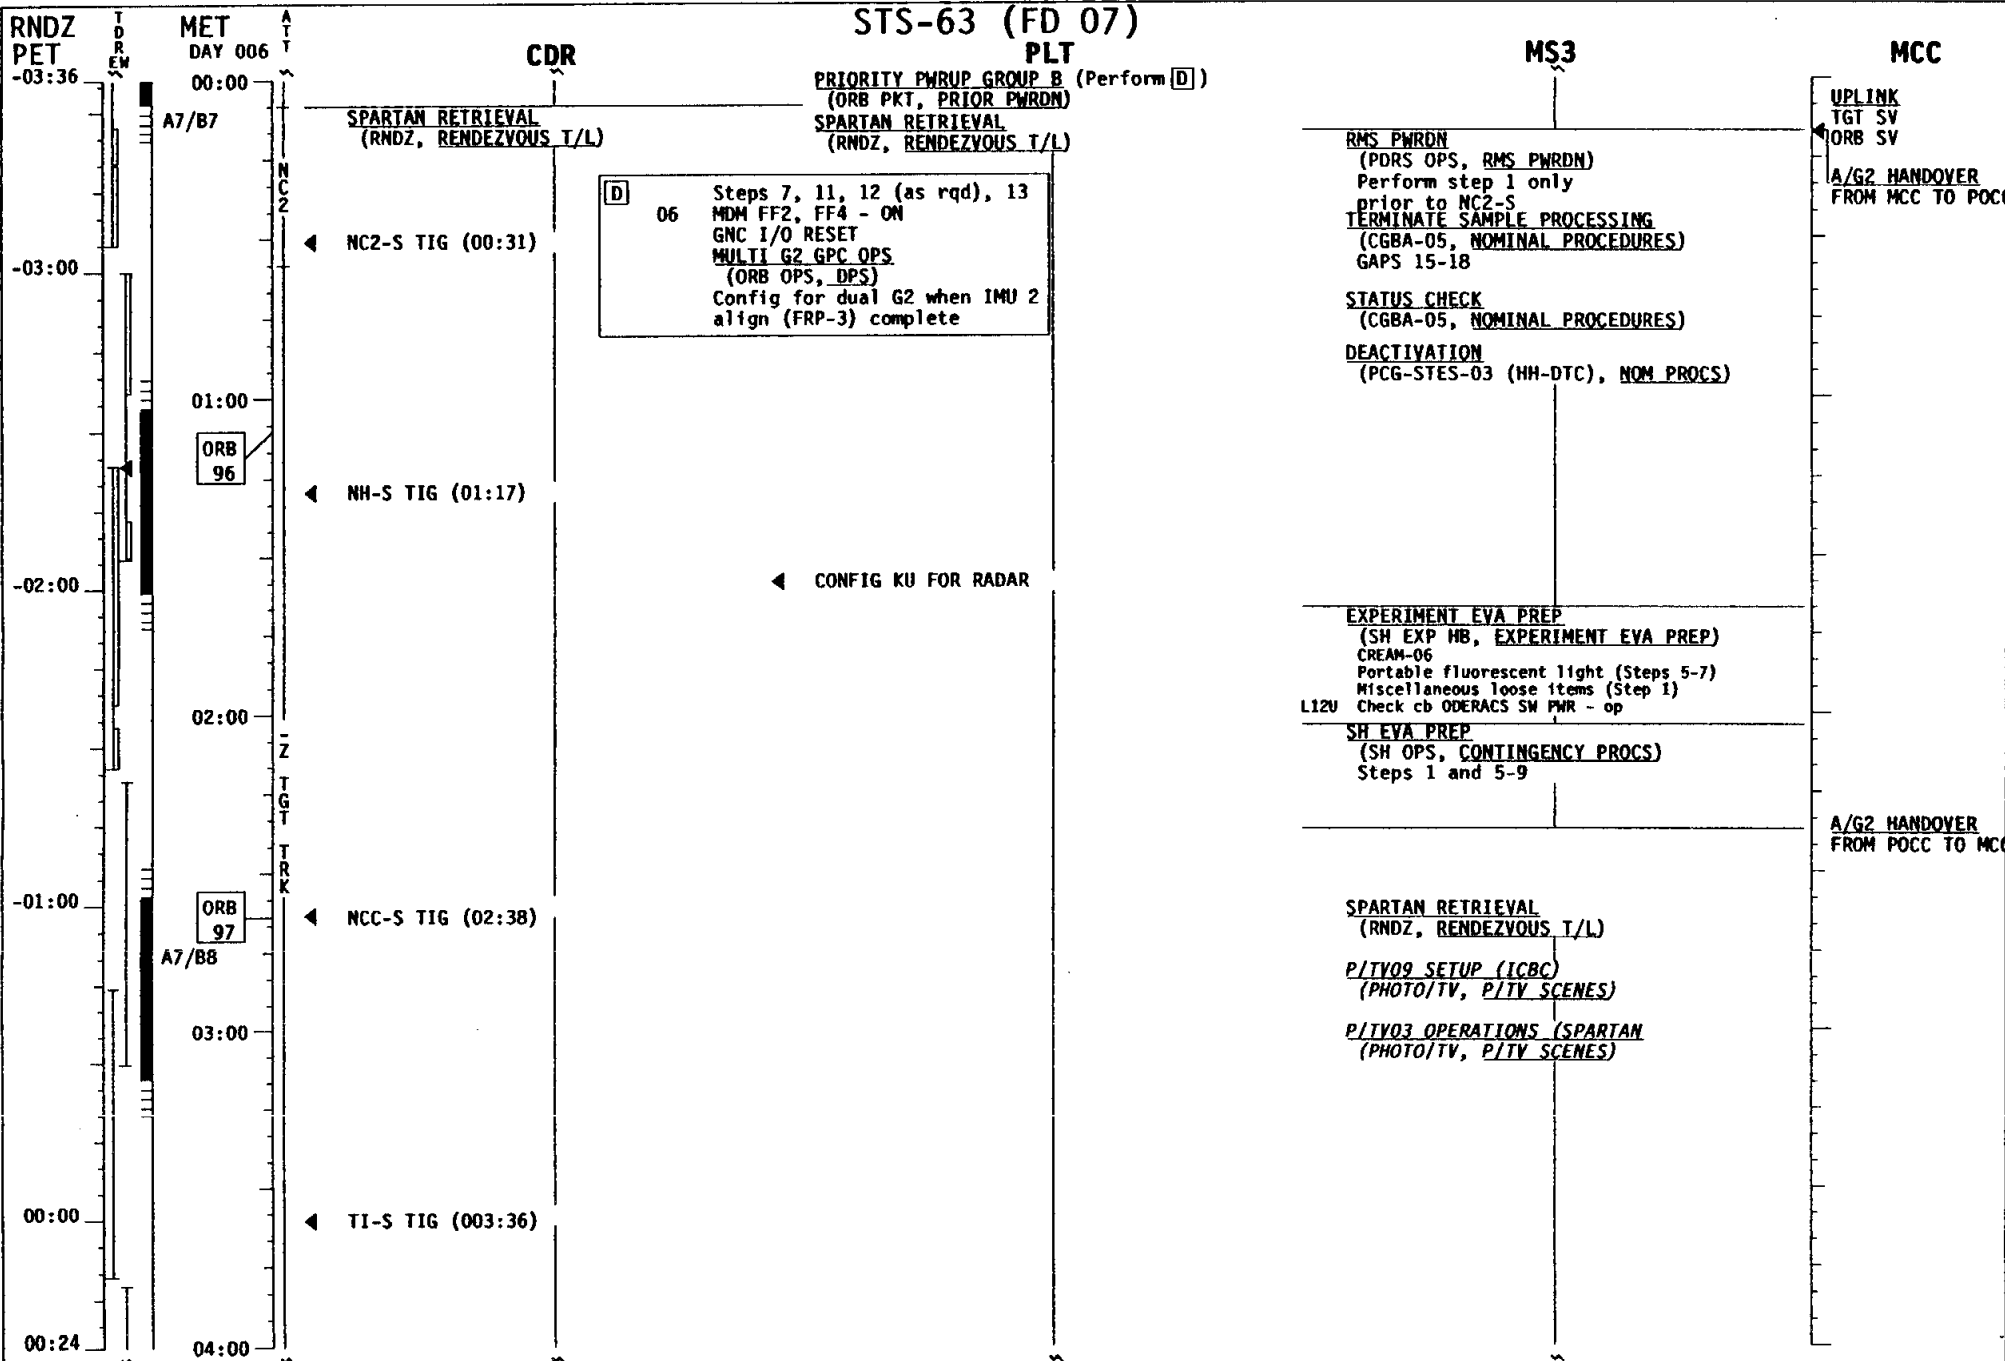 STS-63 (FD 07)
RNDZ
PET
TDRS
E W
MET
DAY 006
ATT
CDR
PLT
MS3
MCC
-03:36
-03:00
-02:00
-01:00
00:00
00:24
A7/B7
A7/B8
00:00
01:00
ORB
96
02:00
ORB
97
03:00
04:00
NC2
-Z TGT TRK
SPARTAN RETRIEVAL
(RNDZ, RENDEZVOUS T/L)
NC2-S TIG (00:31)
NH-S TIG (01:17)
NCC-S TIG (02:38)
TI-S TIG (003:36)
PRIORITY PWRUP GROUP B (Perform D)
(ORB PKT, PRIOR PWRDN)
SPARTAN RETRIEVAL
(RNDZ, RENDEZVOUS T/L)
D Steps 7, 11, 12 (as rqd), 13
06 MDM FF2, FF4 - ON
GNC I/O RESET
MULTI G2 GPC OPS
(ORB OPS, DPS)
Config for dual G2 when IMU 2
align (FRP-3) complete
CONFIG KU FOR RADAR
RMS PWRDN
(PDRS OPS, RMS PWRDN)
Perform step 1 only
prior to NC2-S
TERMINATE SAMPLE PROCESSING
(CGBA-05, NOMINAL PROCEDURES)
GAPS 15-18
STATUS CHECK
(CGBA-05, NOMINAL PROCEDURES)
DEACTIVATION
(PCG-STES-03 (HH-DTC), NOM PROCS)
EXPERIMENT EVA PREP
(SH EXP HB, EXPERIMENT EVA PREP)
CREAM-06
Portable fluorescent light (Steps 5-7)
Miscellaneous loose items (Step 1)
L12U Check cb ODERACS SW PWR - op
SH EVA PREP
(SH OPS, CONTINGENCY PROCS)
Steps 1 and 5-9
SPARTAN RETRIEVAL
(RNDZ, RENDEZVOUS T/L)
P/TV09 SETUP (ICBC)
(PHOTO/TV, P/TV SCENES)
P/TV03 OPERATIONS (SPARTAN
(PHOTO/TV, P/TV SCENES)
UPLINK
TGT SV
ORB SV
A/G2 HANDOVER
FROM MCC TO POCC
A/G2 HANDOVER
FROM POCC TO MCC